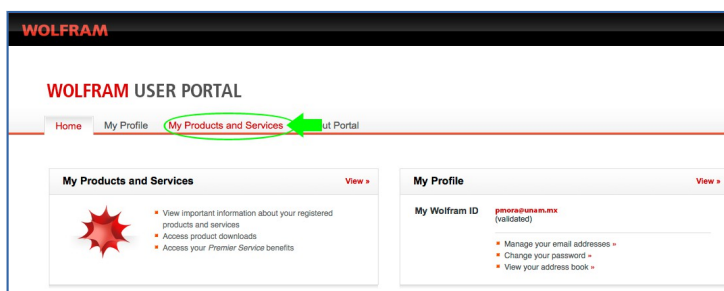 WOLFRAM
WOLFRAM USER PORTAL
Home My Profile My Products and Services ut Portal
My Products and Services View »
View important information about your registered
products and services
Access product downloads
Access your Premier Service benefits
My Profile View »
My Wolfram ID pmora@unam.mx
(validated)
Manage your email addresses »
Change your password »
View your address book »